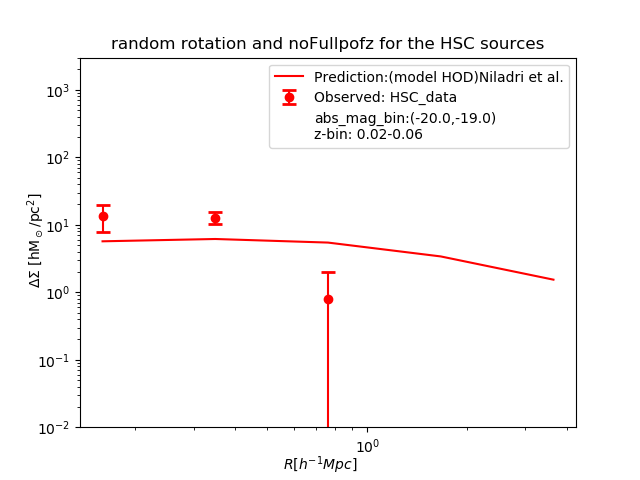 random rotation and noFullpofz for the HSC sources
Prediction:(model HOD)Niladri et al.
Observed: HSC_data
abs_mag_bin:(-20.0,-19.0)
z-bin: 0.02-0.06
10³
10²
10¹
10⁰
10⁻¹
10⁻²
ΔΣ [hM⊙/pc²]
10⁰
R[h⁻¹Mpc]